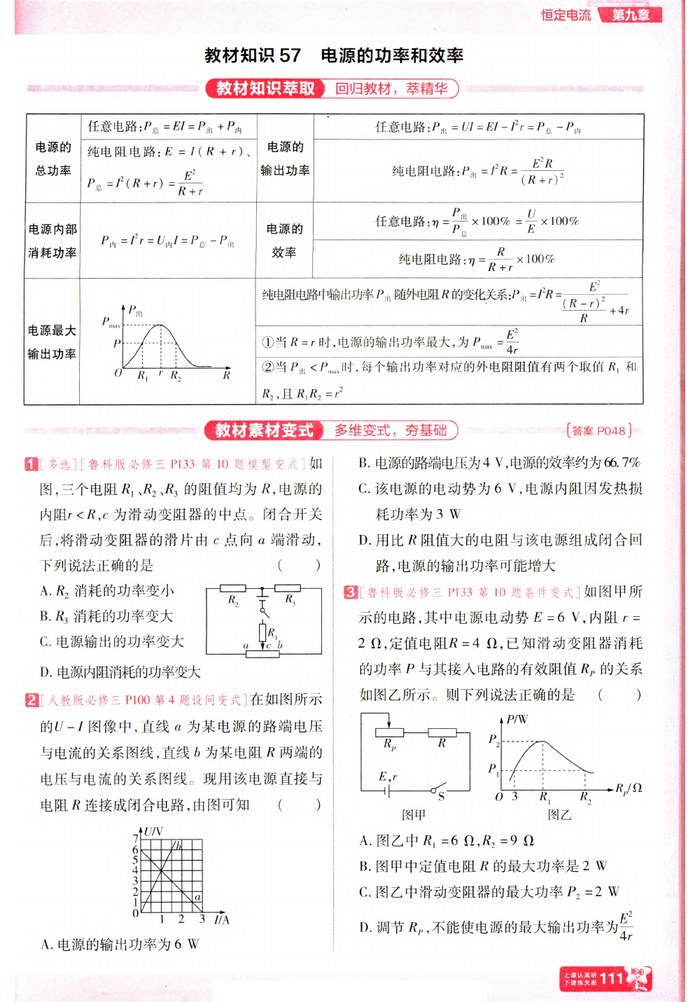 恒定电流 第九章
教材知识57 电源的功率和效率
教材知识萃取 回归教材，萃精华
电源的
总功率
任意电路:P总 =EI=P出 +P内
纯电阻电路:E = I(R + r)、
P总=I²(R+r)=E²/(R+r)
电源的
输出功率
任意电路:P出 =UI=EI-I²r=P总 -P内
纯电阻电路:P出 =I²R=E²R/(R+r)²
电源内部
消耗功率
P内 =I²r=U内I=P总 -P出
电源的
效率
任意电路:η=P出/P总×100% =U/E×100%
纯电阻电路:η=R/(R+r)×100%
电源最大
输出功率
P出
Pmax
P
O R₁ r R₂ R
纯电阻电路中输出功率P出随外电阻R的变化关系:P出=I²R=E²/((R-r)²/R+4r)
①当R=r时,电源的输出功率最大,为Pmax=E²/4r
②当P出<Pmax时,每个输出功率对应的外电阻阻值有两个取值R₁和
R₂,且R₁R₂=r²
教材素材变式 多维变式，夯基础 [答案P048]
1 [多选][鲁科版必修三 P133 第 10 题模型变式]如
图,三个电阻R₁、R₂、R₃的阻值均为R,电源的
内阻r<R,c为滑动变阻器的中点。闭合开关
后,将滑动变阻器的滑片由c点向a端滑动,
下列说法正确的是 ( )
A. R₂ 消耗的功率变小
B. R₃ 消耗的功率变大
C. 电源输出的功率变大
D. 电源内阻消耗的功率变大
R₂ R₃
R₁
a c b
2 [人教版必修三 P100 第 4 题设问变式]在如图所示
的U-I图像中,直线a为某电源的路端电压
与电流的关系图线,直线b为某电阻R两端的
电压与电流的关系图线。现用该电源直接与
电阻R连接成闭合电路,由图可知 ( )
U/V
7
6
5
4
3
2
1
0 1 2 3 I/A
b
a
A. 电源的输出功率为6 W
B. 电源的路端电压为4 V,电源的效率约为66.7%
C. 该电源的电动势为6 V,电源内阻因发热损
耗功率为3 W
D. 用比R阻值大的电阻与该电源组成闭合回
路,电源的输出功率可能增大
3 [鲁科版必修三 P133 第 10 题条件变式]如图甲所
示的电路,其中电源电动势E=6 V,内阻r=
2 Ω,定值电阻R=4 Ω,已知滑动变阻器消耗
的功率P与其接入电路的有效阻值RP的关系
如图乙所示。则下列说法正确的是 ( )
RP R
E,r S
图甲
P/W
P₂
P₁
O 3 R₁ R₂ RP/Ω
图乙
A. 图乙中R₁=6 Ω,R₂=9 Ω
B. 图甲中定值电阻R的最大功率是2 W
C. 图乙中滑动变阻器的最大功率P₂=2 W
D. 调节RP,不能使电源的最大输出功率为E²/4r
上课认真听
下课练天星 111